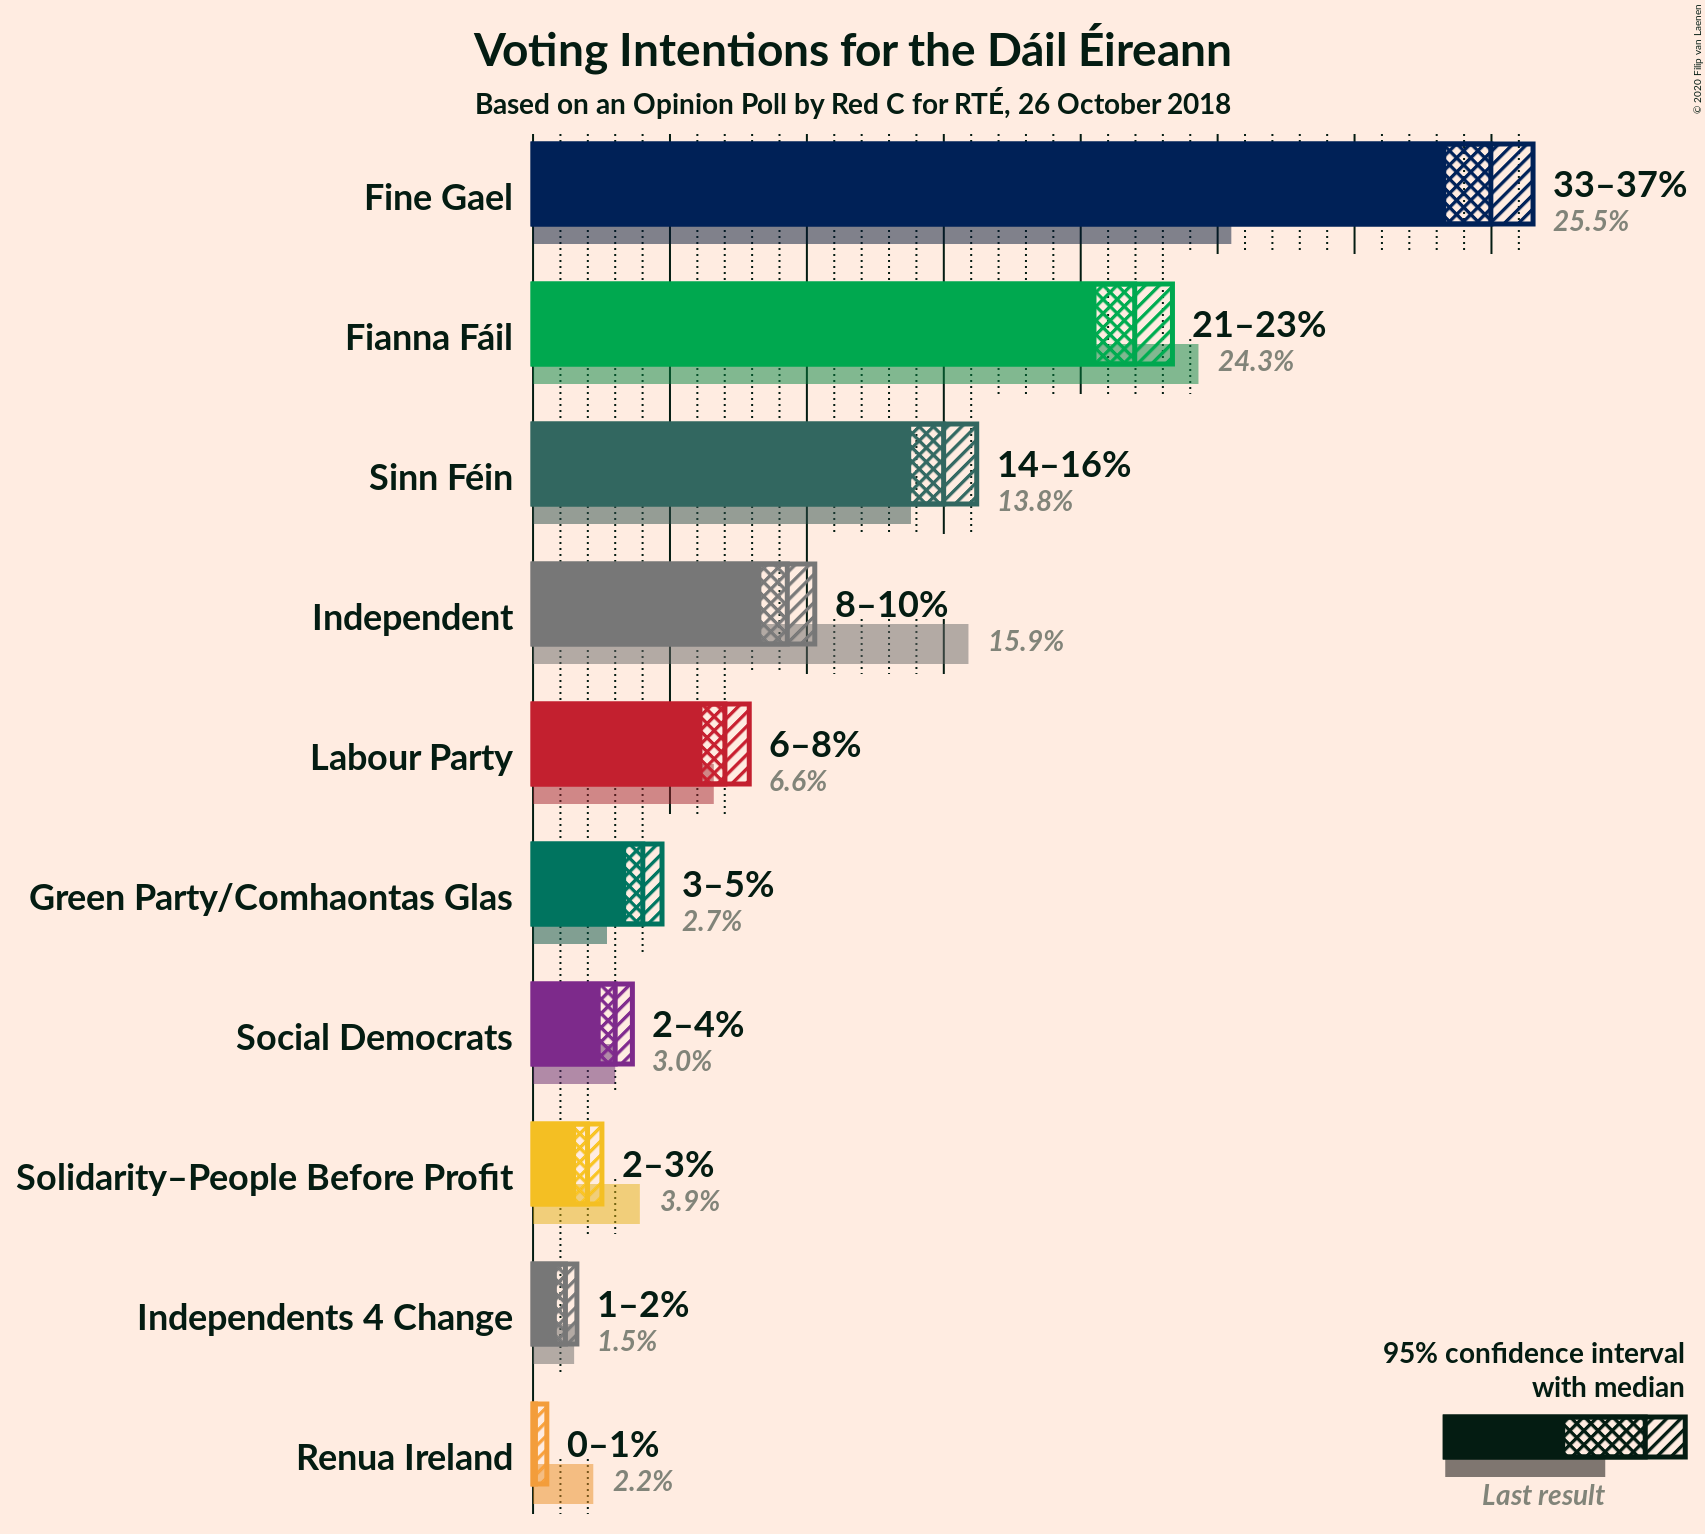 Voting Intentions for the Dáil Éireann
Based on an Opinion Poll by Red C for RTÉ, 26 October 2018
© 2020 Filip van Laenen
Fine Gael
33–37%
25.5%
Fianna Fáil
21–23%
24.3%
Sinn Féin
14–16%
13.8%
Independent
8–10%
15.9%
Labour Party
6–8%
6.6%
Green Party/Comhaontas Glas
3–5%
2.7%
Social Democrats
2–4%
3.0%
Solidarity–People Before Profit
2–3%
3.9%
Independents 4 Change
1–2%
1.5%
Renua Ireland
0–1%
2.2%
95% confidence interval
with median
Last result